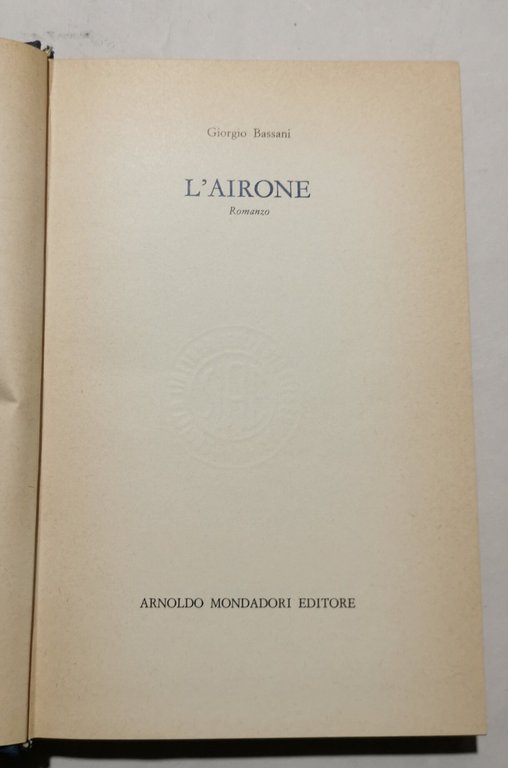 Giorgio Bassani
L'AIRONE
Romanzo
ARNOLDO MONDADORI EDITORE